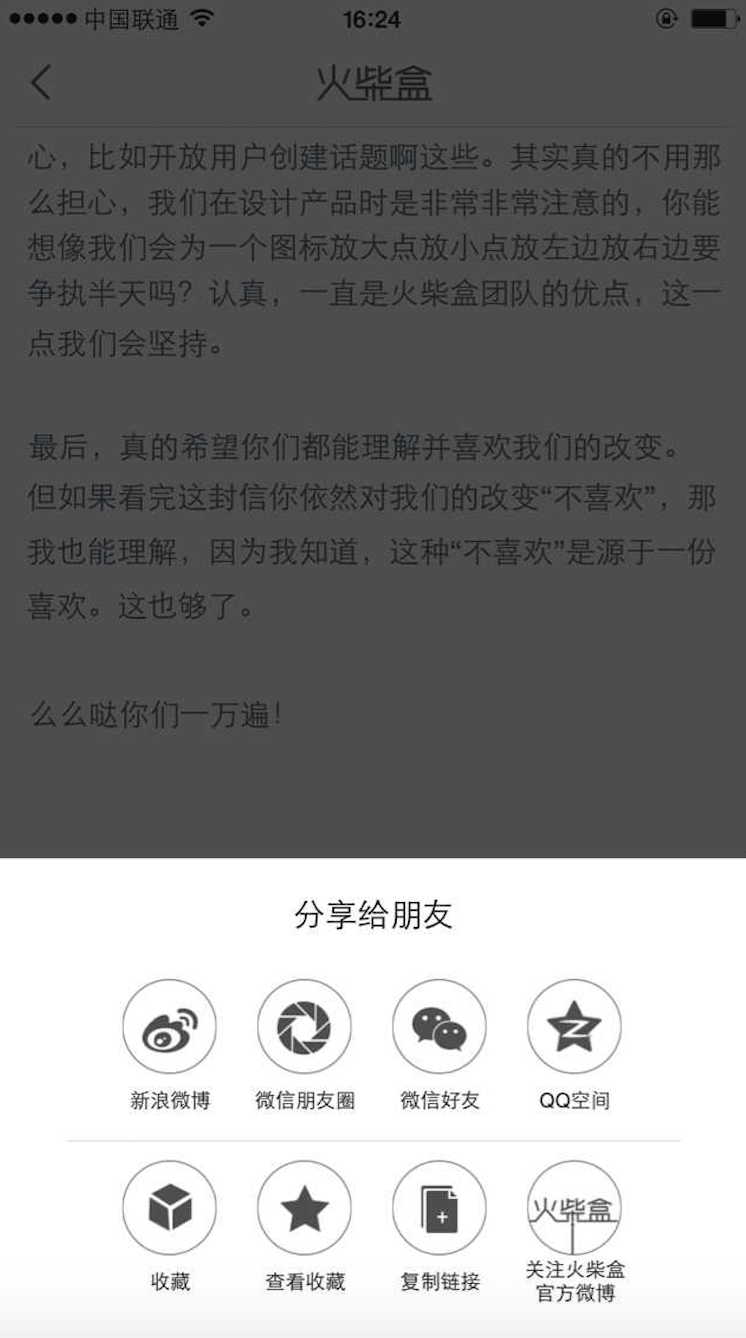 中国联通 16:24
火柴盒
心，比如开放用户创建话题啊这些。其实真的不用那
么担心，我们在设计产品时是非常非常注意的，你能
想像我们会为一个图标放大点放小点放左边放右边要
争执半天吗？认真，一直是火柴盒团队的优点，这一
点我们会坚持。
最后，真的希望你们都能理解并喜欢我们的改变。
但如果看完这封信你依然对我们的改变“不喜欢”，那
我也能理解，因为我知道，这种“不喜欢”是源于一份
喜欢。这也够了。
么么哒你们一万遍！
分享给朋友
新浪微博 微信朋友圈 微信好友 QQ空间
火柴盒
收藏 查看收藏 复制链接 关注火柴盒
官方微博